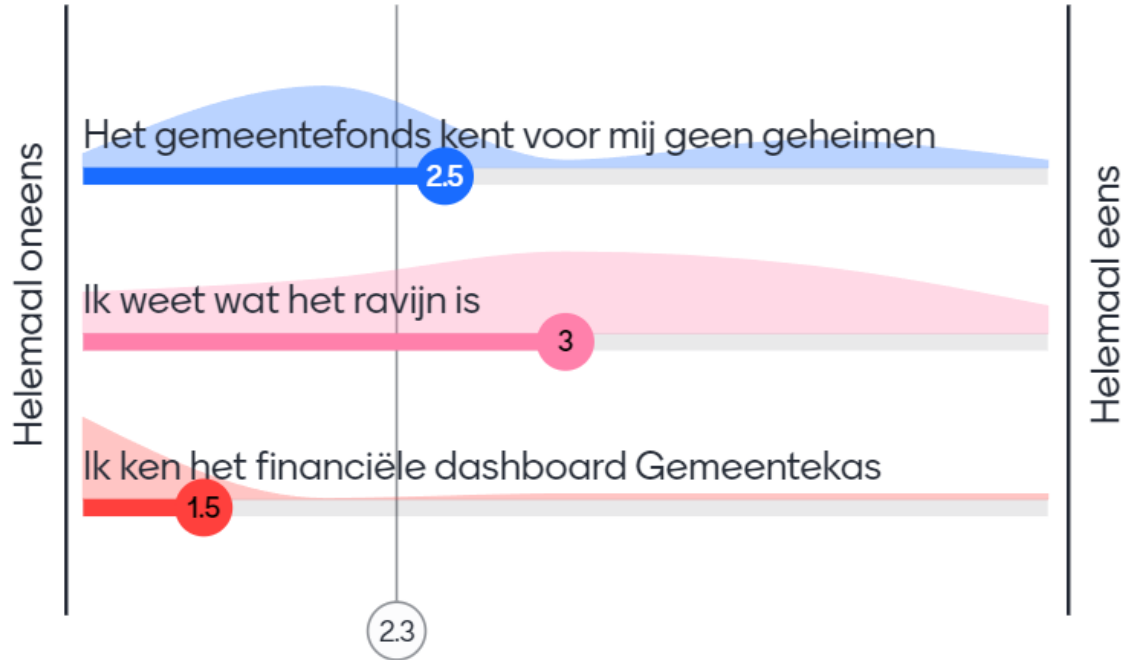 Helemaal oneens
Het gemeentefonds kent voor mij geen geheimen
2.5
Ik weet wat het ravijn is
3
Ik ken het financiële dashboard Gemeentekas
1.5
2.3
Helemaal eens